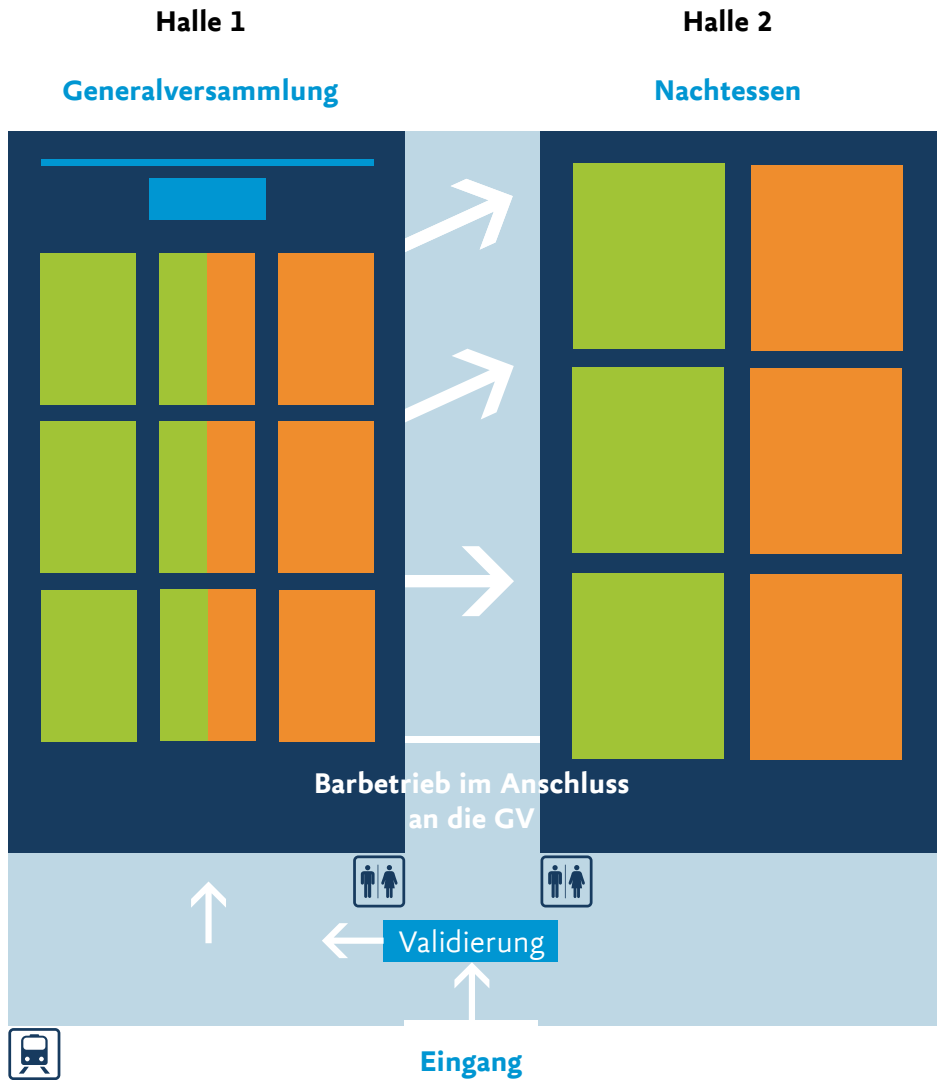 Halle 1
Halle 2
Generalversammlung
Nachtessen
Barbetrieb im Anschluss
an die GV
Validierung
Eingang